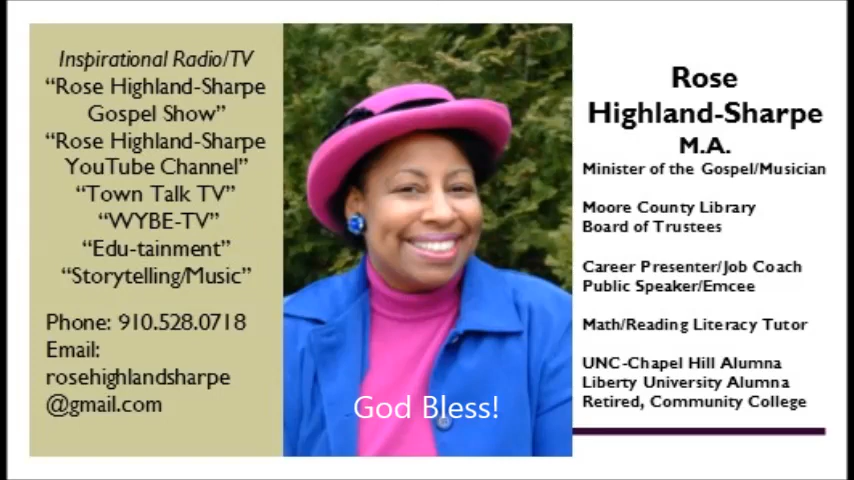 Inspirational Radio/TV
“Rose Highland-Sharpe
Gospel Show”
“Rose Highland-Sharpe
YouTube Channel”
“Town Talk TV”
“WYBE-TV”
“Edu-tainment”
“Storytelling/Music”
Phone: 910.528.0718
Email:
rosehighlandsharpe
@gmail.com
God Bless!
Rose
Highland-Sharpe
M.A.
Minister of the Gospel/Musician
Moore County Library
Board of Trustees
Career Presenter/Job Coach
Public Speaker/Emcee
Math/Reading Literacy Tutor
UNC-Chapel Hill Alumna
Liberty University Alumna
Retired, Community College